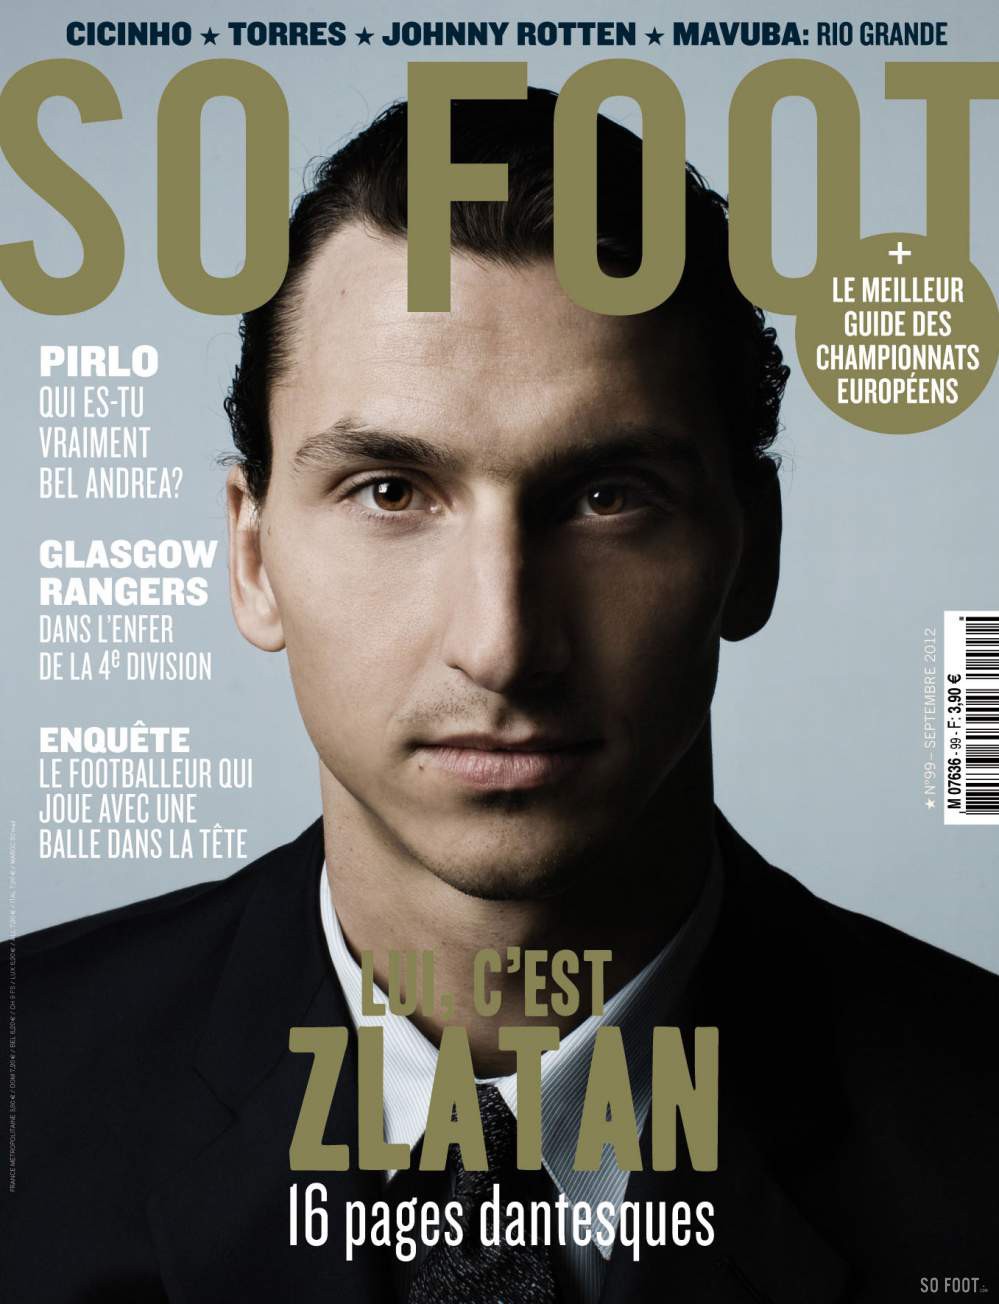 CICINHO ★ TORRES ★ JOHNNY ROTTEN ★ MAVUBA: RIO GRANDE
SO FOOT
+
LE MEILLEUR
GUIDE DES
CHAMPIONNATS
EUROPÉENS
PIRLO
QUI ES-TU
VRAIMENT
BEL ANDREA?
GLASGOW
RANGERS
DANS L'ENFER
DE LA 4e DIVISION
ENQUÊTE
LE FOOTBALLEUR QUI
JOUE AVEC UNE
BALLE DANS LA TÊTE
★ N°99 – SEPTEMBRE 2012
M 07636 - 99 - F: 3,90 €
LUI, C'EST
ZLATAN
16 pages dantesques
FRANCE METROPOLITAINE
SO FOOT